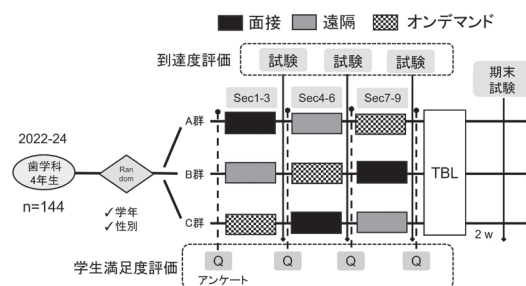 面接 遠隔 オンデマンド
到達度評価 試験 試験 試験
期末
試験
Sec1-3 Sec4-6 Sec7-9
A群
2022-24
歯学科
4年生
Ran
dom
B群
TBL
n=144
✓学年
✓性別
C群
2 w
学生満足度評価 Q Q Q Q
アンケート